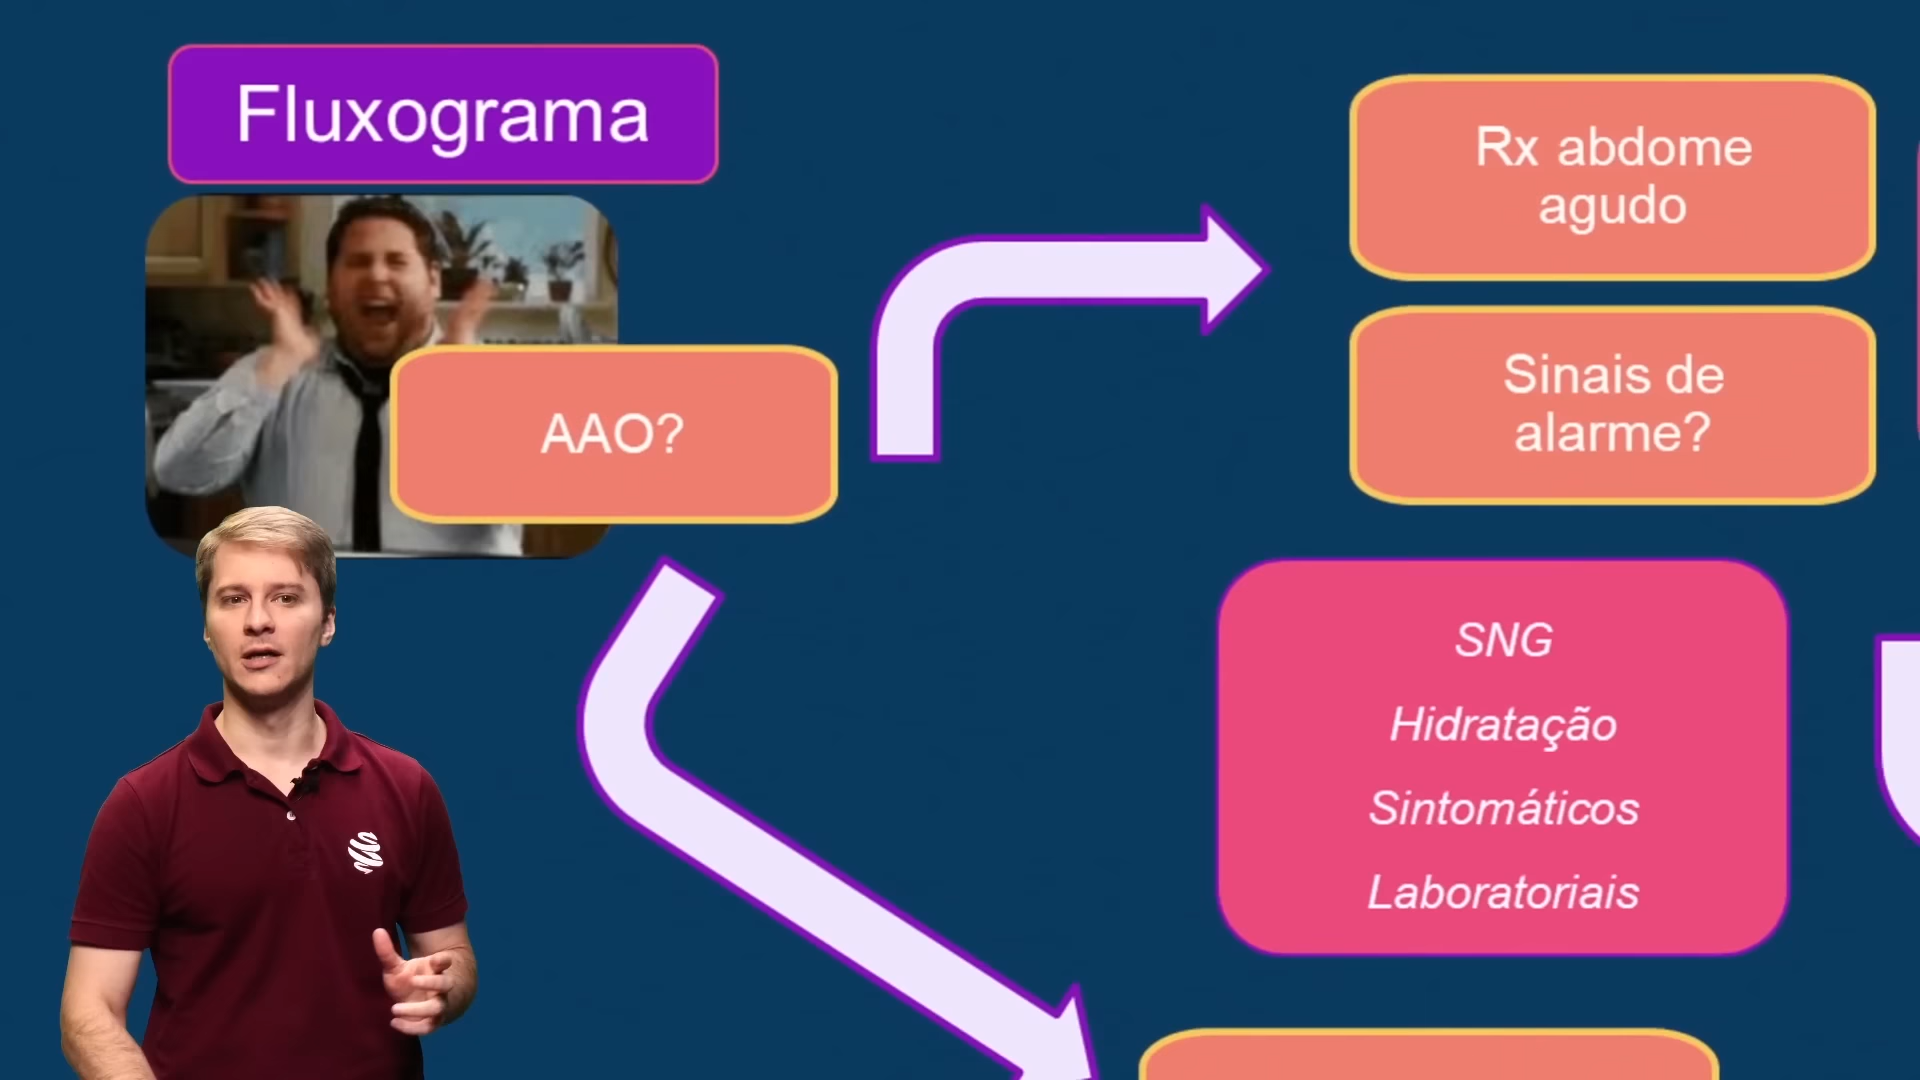 Fluxograma
AAO?
Rx abdome
agudo
Sinais de
alarme?
SNG
Hidratação
Sintomáticos
Laboratoriais